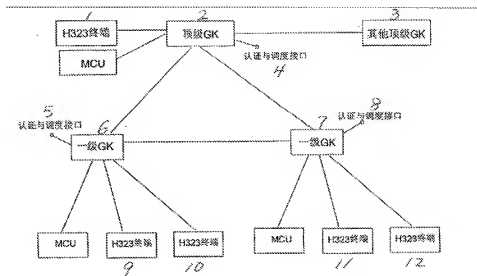 1
2
3
H323终端
顶级GK
其他顶级GK
MCU
认证与调度接口
4
5
认证与调度接口
6
7
8
认证与调度接口
一级GK
一级GK
MCU
H323终端
H323终端
MCU
H323终端
H323终端
9
10
11
12